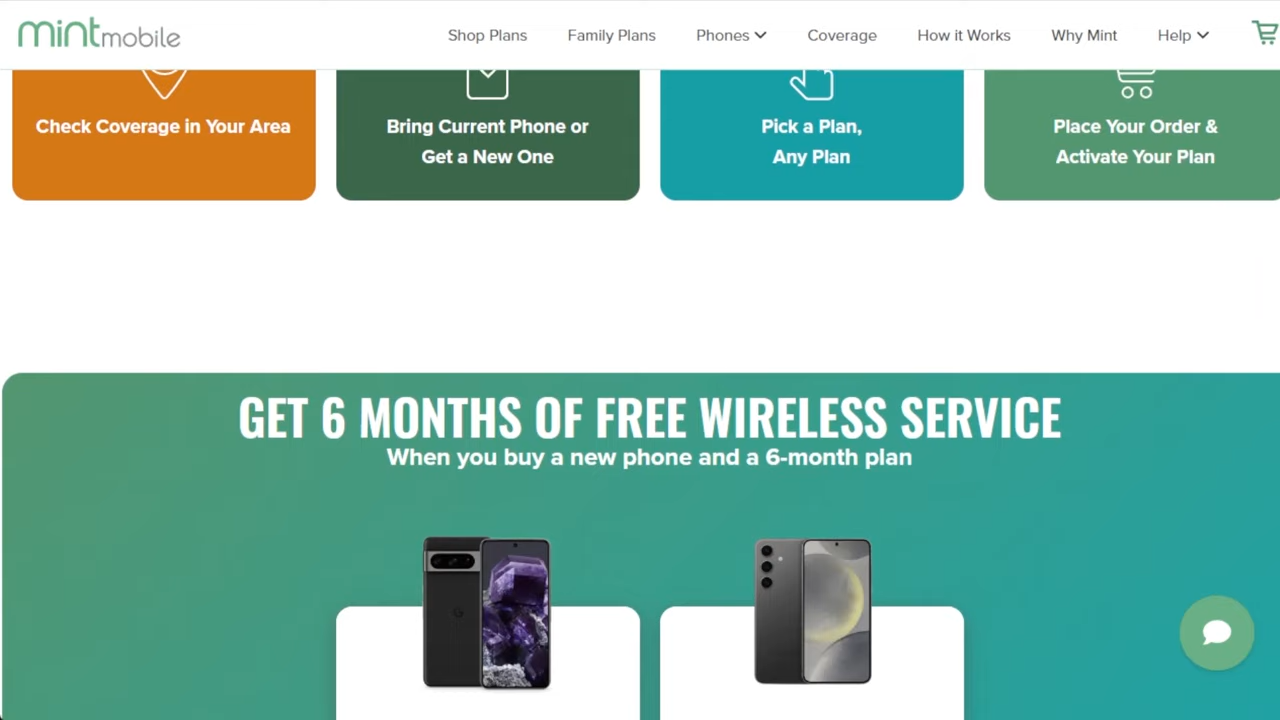 mintmobile
Shop Plans
Family Plans
Phones
Coverage
How it Works
Why Mint
Help
Check Coverage in Your Area
Bring Current Phone or
Get a New One
Pick a Plan,
Any Plan
Place Your Order &
Activate Your Plan
GET 6 MONTHS OF FREE WIRELESS SERVICE
When you buy a new phone and a 6-month plan